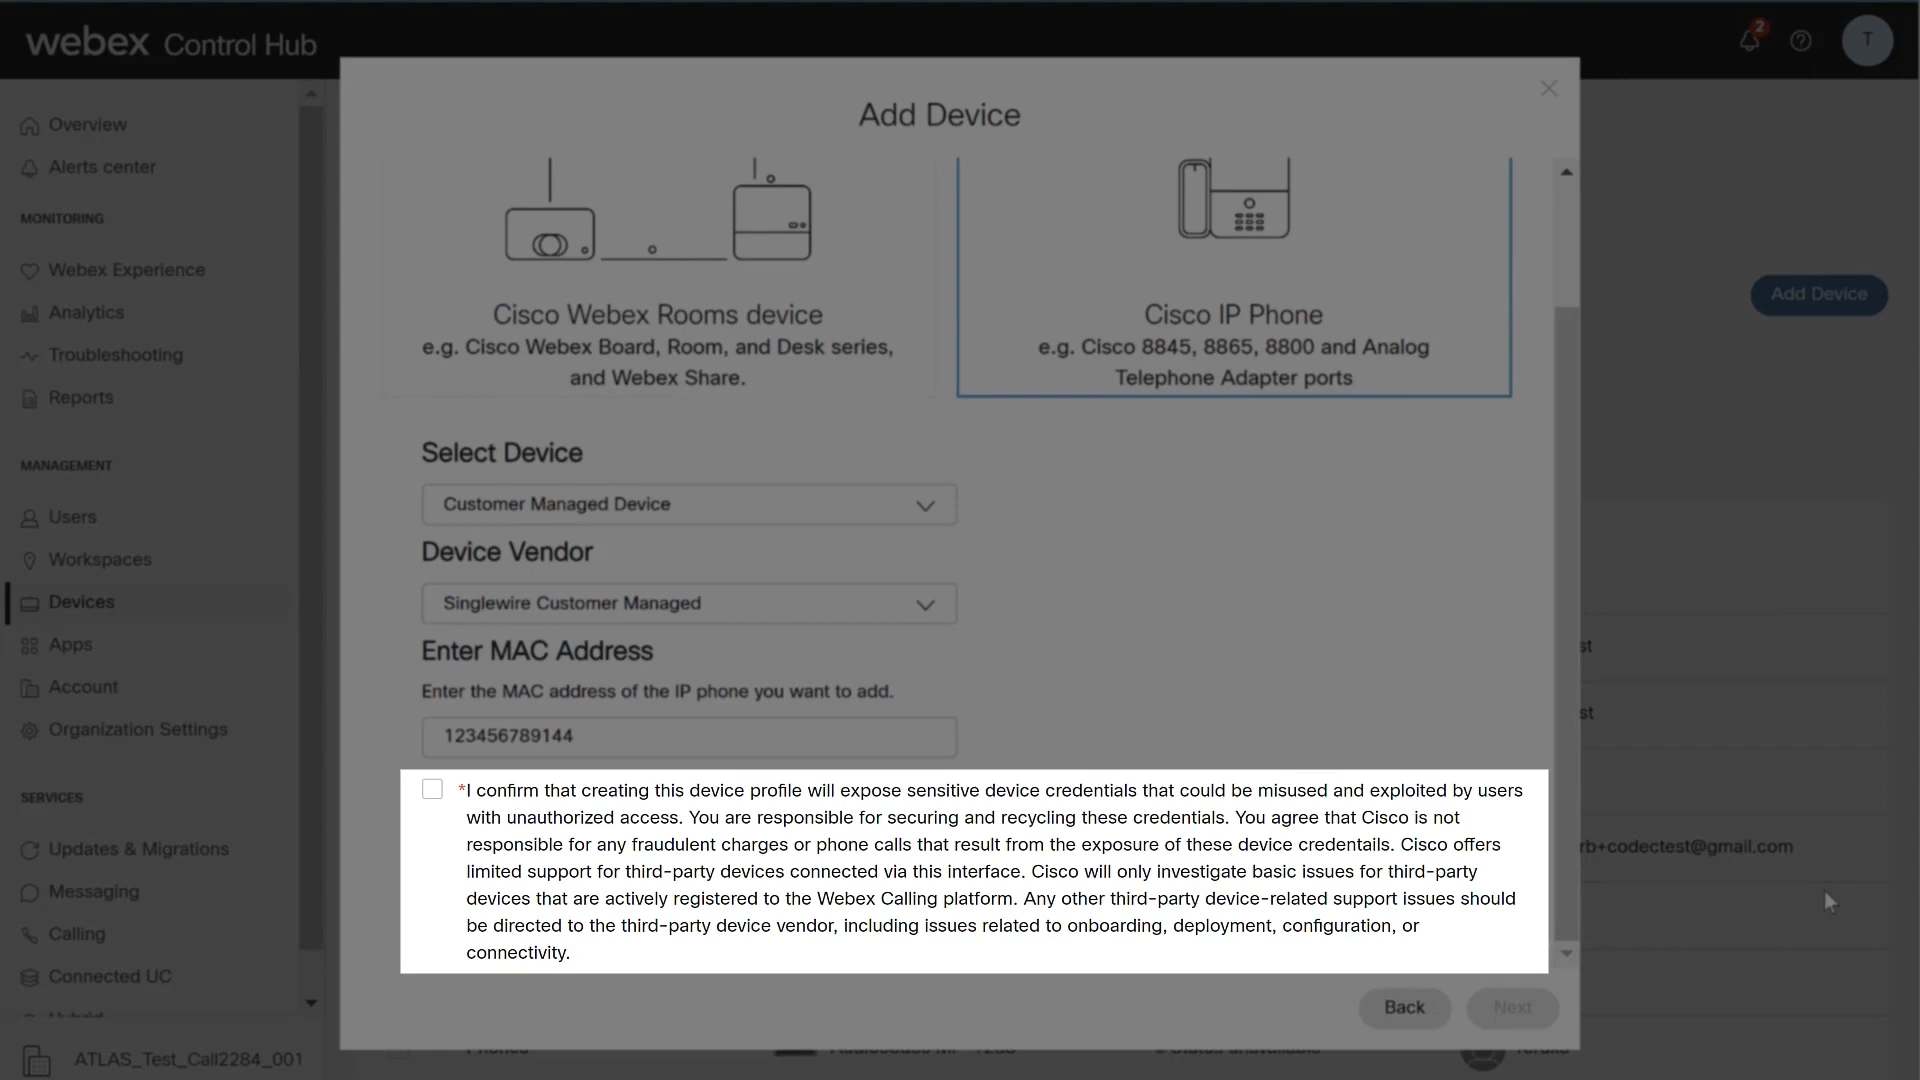 webex Control Hub
2
T
Overview
Alerts center
MONITORING
Webex Experience
Analytics
Troubleshooting
Reports
MANAGEMENT
Users
Workspaces
Devices
Apps
Account
Organization Settings
SERVICES
Updates & Migrations
Messaging
Calling
Connected UC
Hybrid
ATLAS_Test_Call2284_001
Add Device
Add Device
Cisco Webex Rooms device
e.g. Cisco Webex Board, Room, and Desk series,
and Webex Share.
Cisco IP Phone
e.g. Cisco 8845, 8865, 8800 and Analog
Telephone Adapter ports
Select Device
Customer Managed Device
Device Vendor
Singlewire Customer Managed
Enter MAC Address
Enter the MAC address of the IP phone you want to add.
123456789144
*I confirm that creating this device profile will expose sensitive device credentials that could be misused and exploited by users
with unauthorized access. You are responsible for securing and recycling these credentials. You agree that Cisco is not
responsible for any fraudulent charges or phone calls that result from the exposure of these device credentails. Cisco offers
limited support for third-party devices connected via this interface. Cisco will only investigate basic issues for third-party
devices that are actively registered to the Webex Calling platform. Any other third-party device-related support issues should
be directed to the third-party device vendor, including issues related to onboarding, deployment, configuration, or
connectivity.
Back
Next
st
st
rb+codectest@gmail.com